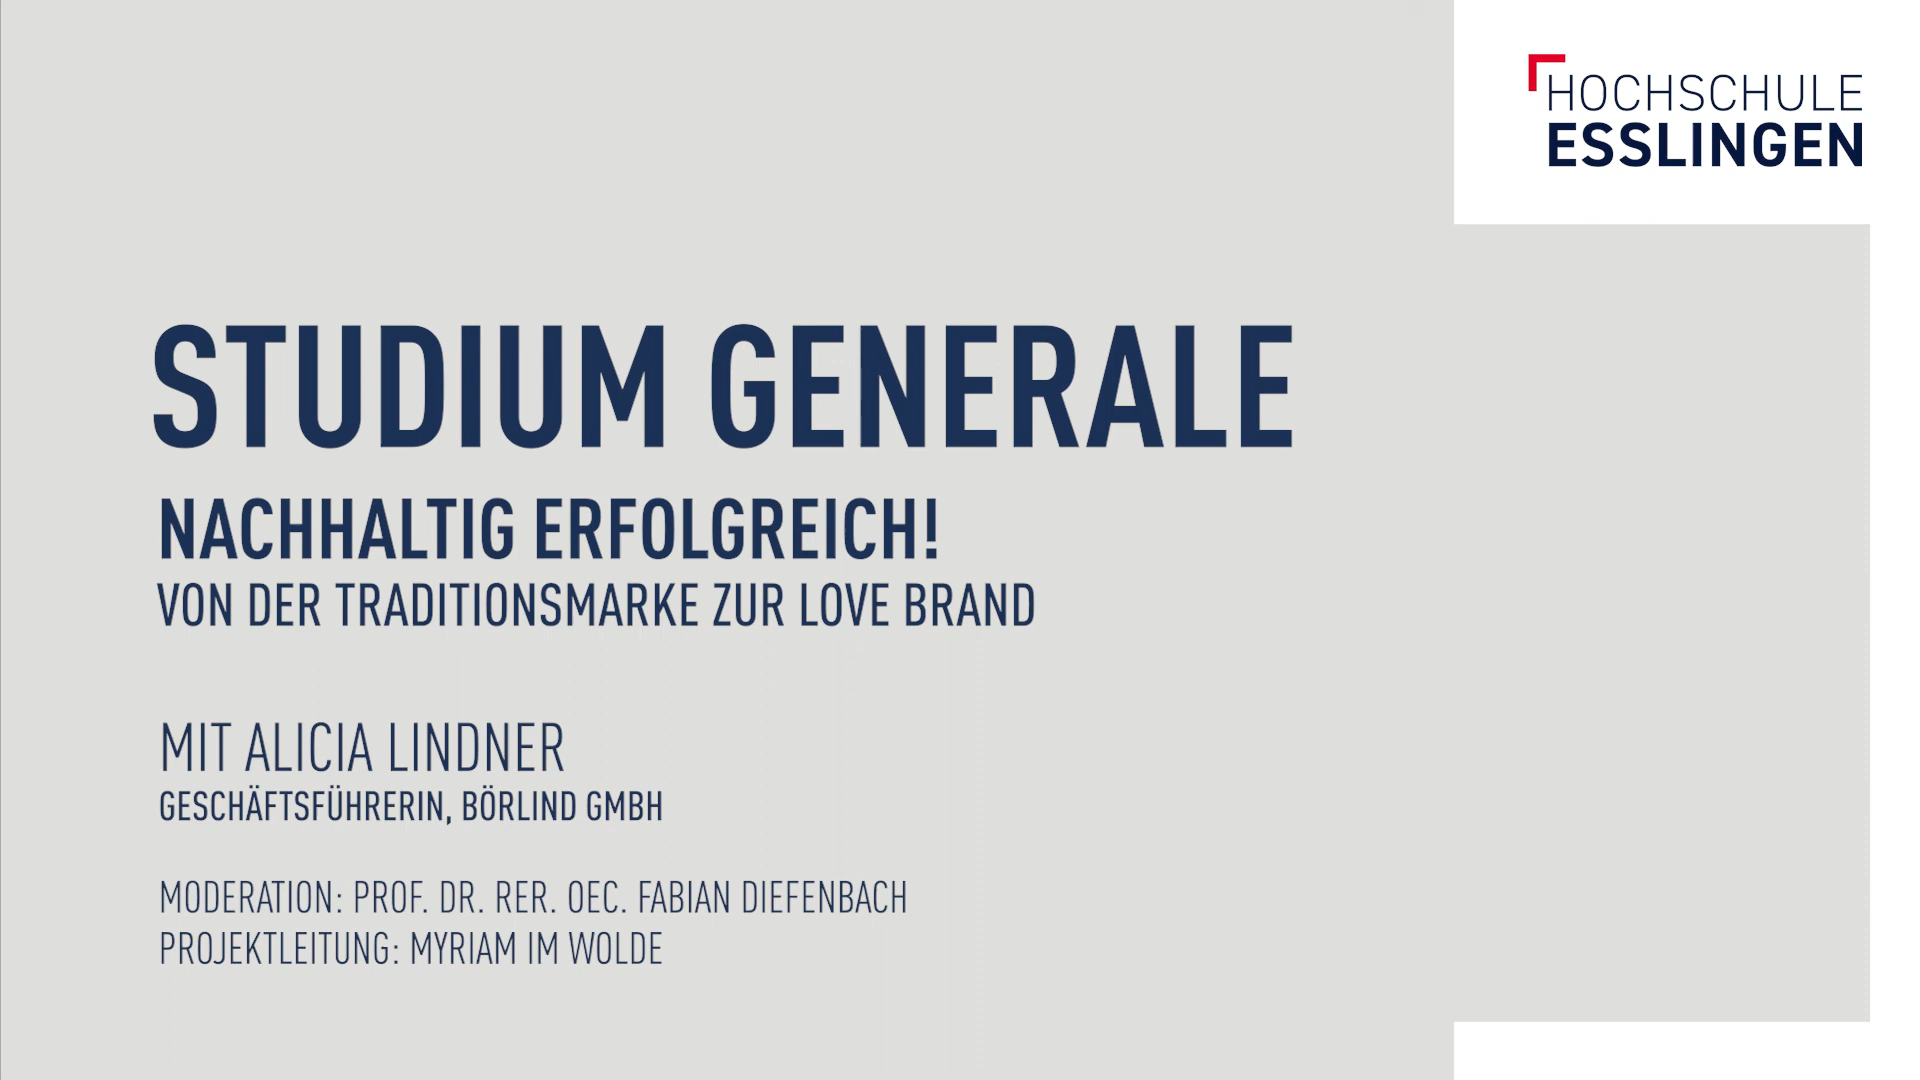 HOCHSCHULE
ESSLINGEN
STUDIUM GENERALE
NACHHALTIG ERFOLGREICH!
VON DER TRADITIONSMARKE ZUR LOVE BRAND
MIT ALICIA LINDNER
GESCHÄFTSFÜHRERIN, BÖRLIND GMBH
MODERATION: PROF. DR. RER. OEC. FABIAN DIEFENBACH
PROJEKTLEITUNG: MYRIAM IM WOLDE